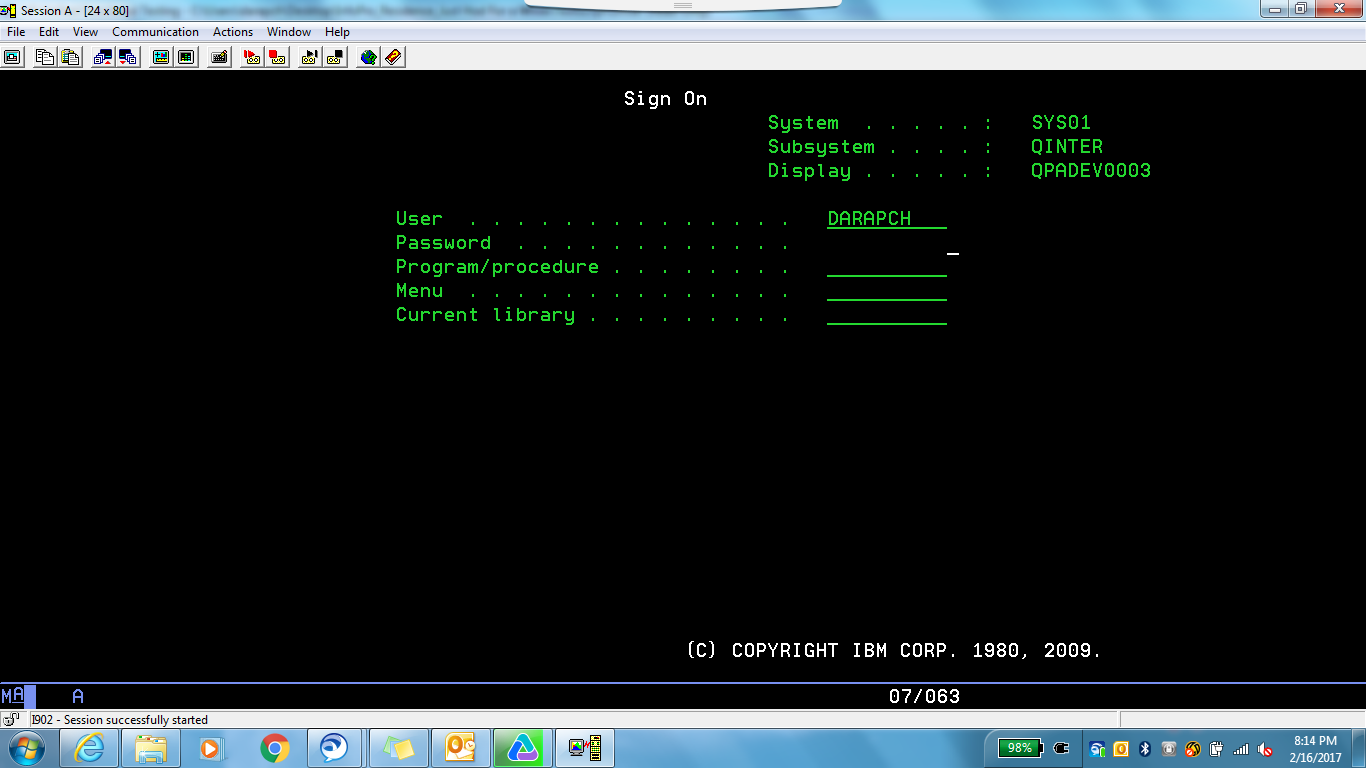 Session A - [24 x 80]
File Edit View Communication Actions Window Help
Sign On
System . . . . . : SYS01
Subsystem . . . . : QINTER
Display . . . . . : QPADEV0003
User . . . . . . . . . . . . . . DARAPCH
Password . . . . . . . . . . . .
Program/procedure . . . . . . . .
Menu . . . . . . . . . . . . . .
Current library . . . . . . . . .
(C) COPYRIGHT IBM CORP. 1980, 2009.
MA A 07/063
I902 - Session successfully started
98% 8:14 PM
2/16/2017